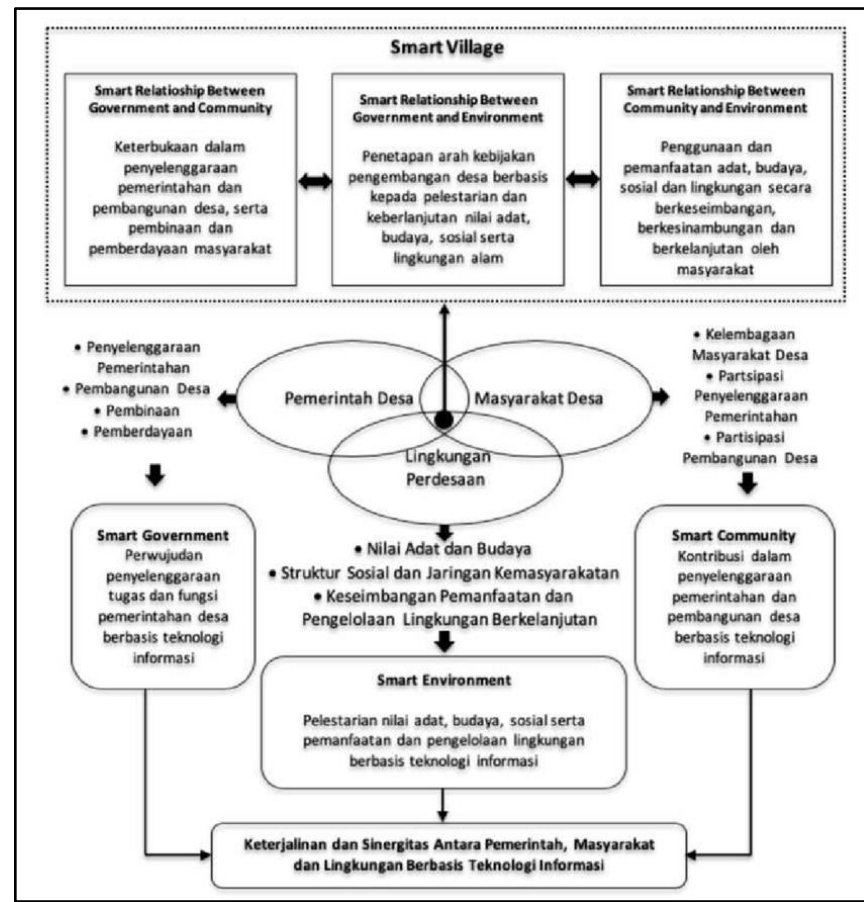 Smart Village
Smart Relatioship Between
Government and Community
Keterbukaan dalam
penyelenggaraan
pemerintahan dan
pembangunan desa, serta
pembinaan dan
pemberdayaan masyarakat
Smart Relationship Between
Government and Environment
Penetapan arah kebijakan
pengembangan desa berbasis
kepada pelestarian dan
keberlanjutan nilai adat,
budaya, sosial serta
lingkungan alam
Smart Relationship Between
Community and Environment
Penggunaan dan
pemanfaatan adat, budaya,
sosial dan lingkungan secara
berkeseimbangan,
berkesinambungan dan
berkelanjutan oleh
masyarakat
• Penyelenggaraan
Pemerintahan
• Pembangunan Desa
• Pembinaan
• Pemberdayaan
Pemerintah Desa
Masyarakat Desa
Lingkungan
Perdesaan
• Kelembagaan
Masyarakat Desa
• Partsipasi
Penyelenggaraan
Pemerintahan
• Partisipasi
Pembangunan Desa
Smart Government
Perwujudan
penyelenggaraan
tugas dan fungsi
pemerintahan desa
berbasis teknologi
informasi
• Nilai Adat dan Budaya
• Struktur Sosial dan Jaringan Kemasyarakatan
• Keseimbangan Pemanfaatan dan
Pengelolaan Lingkungan Berkelanjutan
Smart Community
Kontribusi dalam
penyelenggaraan
pemerintahan dan
pembangunan desa
berbasis teknologi
informasi
Smart Environment
Pelestarian nilai adat, budaya, sosial serta
pemanfaatan dan pengelolaan lingkungan
berbasis teknologi informasi
Keterjalinan dan Sinergitas Antara Pemerintah, Masyarakat
dan Lingkungan Berbasis Teknologi Informasi